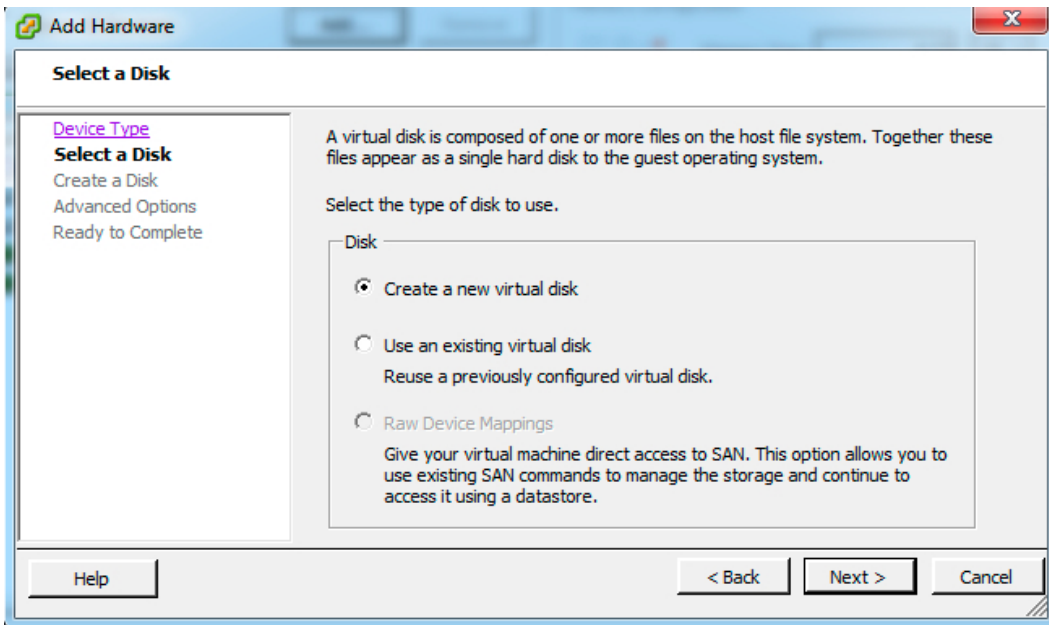 Add Hardware
Select a Disk
Device Type
Select a Disk
Create a Disk
Advanced Options
Ready to Complete
A virtual disk is composed of one or more files on the host file system. Together these
files appear as a single hard disk to the guest operating system.
Select the type of disk to use.
Disk
Create a new virtual disk
Use an existing virtual disk
Reuse a previously configured virtual disk.
Raw Device Mappings
Give your virtual machine direct access to SAN. This option allows you to
use existing SAN commands to manage the storage and continue to
access it using a datastore.
Help
< Back
Next >
Cancel